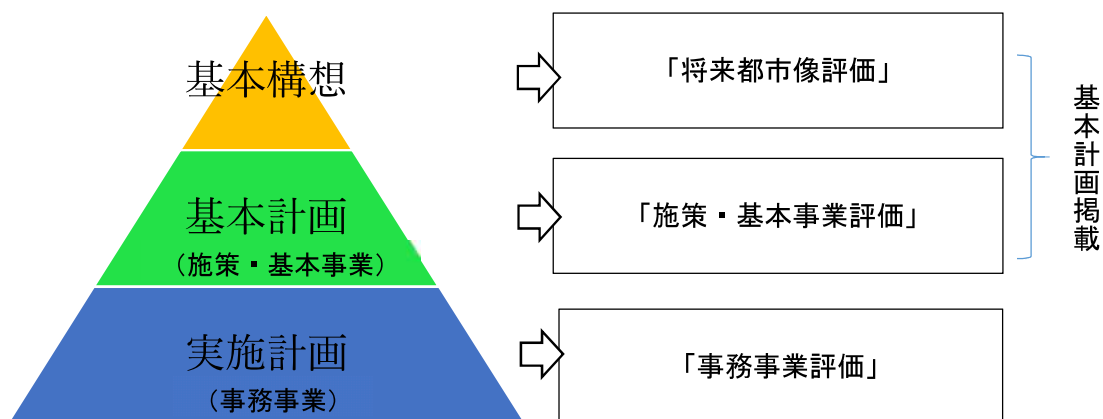 基本構想
「将来都市像評価」
基本計画
（施策・基本事業）
「施策・基本事業評価」
実施計画
（事務事業）
「事務事業評価」
基本計画掲載